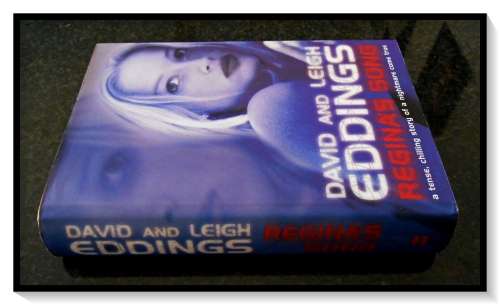 DAVID AND LEIGH
EDDINGS
REGINA'S SONG
a tense, chilling story of a nightmare come true
DAVID AND LEIGH
EDDINGS
REGINA'S
SONG